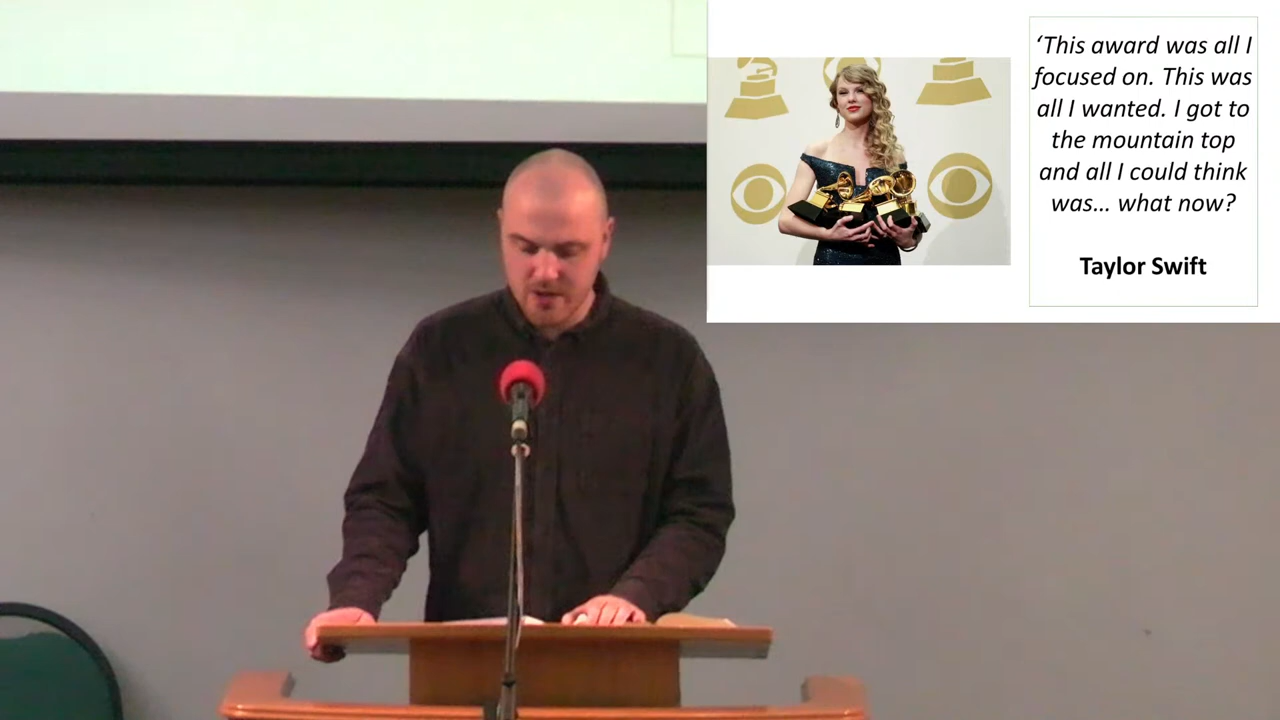 ‘This award was all I
focused on. This was
all I wanted. I got to
the mountain top
and all I could think
was... what now?
Taylor Swift